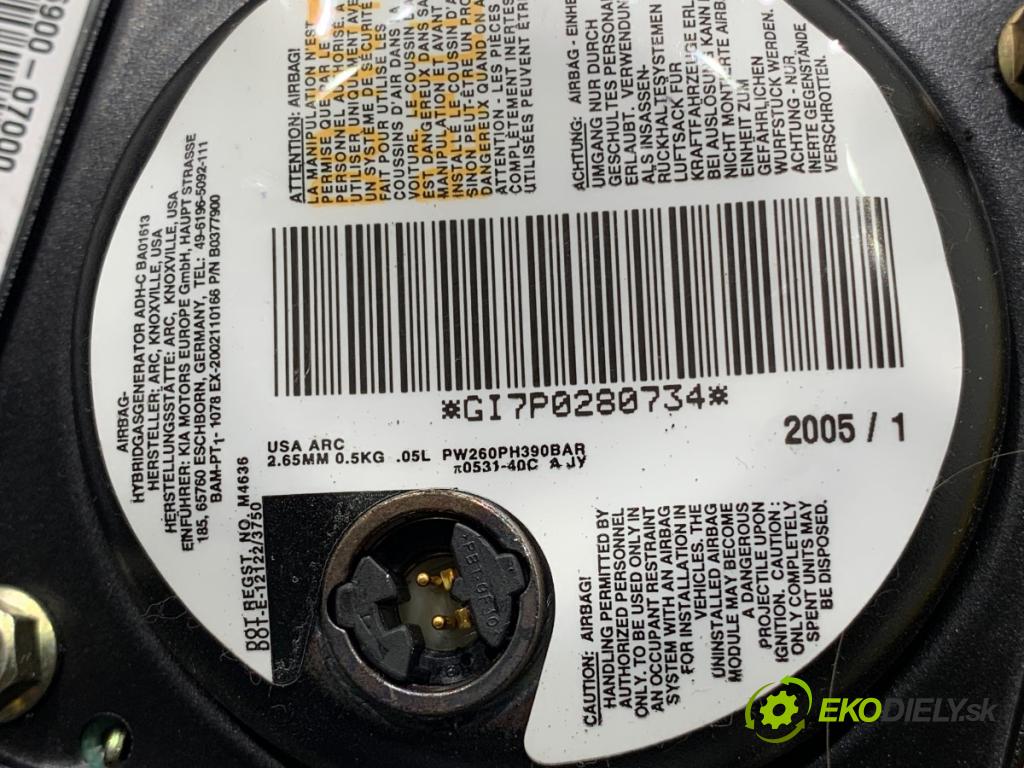 -07000
ATTENTION: AIRBAG!
LA MANIPULATION N'EST
PERMISE QUE PAR LE
PERSONNEL AUTORISE. A
UTILISER UNIQUEMENT AVE
UN SYSTÈME DE SÉCURITÉ
FAIT POUR UTILISER LES
COUSSINS D'AIR DANS LA
VOITURE. LE COUSSIN
EST DANGEREUX DANS SA
MANIPULATION ET AVANT
INSTALLÉ LE COUSSIN D'A
SINON PEUT-ÊTRE UN PRO
DANGEREUX QUAND ON A
ATTENTION - LES PIÈCES
COMPLÈTEMENT INERTES
UTILISÉES PEUVENT ÊTRE
ACHTUNG: AIRBAG - EINHE
UMGANG NUR DURCH
GESCHULTES PERSONAL
ERLAUBT. VERWENDUN
ALS INSASSEN-
RÜCKHALTESYSTEM
LUFTSACK FÜR
KRAFTFAHRZEUGE ERL
BEI AUSLÖSUNG KANN
NICHT MONTIERTE AIRB
EINHEIT ZUM
GEFÄHRLICHEN
WURFSTÜCK WERDEN.
ACHTUNG - NUR
INERTE GEGENSTÄNDE
VERSCHROTTEN.
AIRBAG-
HYBRIDGASGENERATOR ADH-C BA01613
HERSTELLER: ARC, KNOXVILLE, USA
HERSTELLUNGSSTÄTTE: ARC, KNOXVILLE, USA
EINFÜHRER: KIA MOTORS EUROPE GmbH, HAUPT STRASSE
185, 65760 ESCHBORN, GERMANY, TEL: 49-6196-5092-111
BAM-PT1- 1078 EX-2002110166 P/N B0377900
*GI7P0280734*
2005 / 1
USA ARC
2.65MM 0.5KG .05L PW260PH390BAR
π0531-40C A JY
DOT REGST. NO. M4636
DOT-E-12122/3750
>PBT-GF10
CAUTION: AIRBAG!
HANDLING PERMITTED BY
AUTHORIZED PERSONNEL
ONLY. TO BE USED ONLY IN
AN OCCUPANT RESTRAINT
SYSTEM WITH AN AIRBAG
FOR INSTALLATION IN
VEHICLES. THE
UNINSTALLED AIRBAG
MODULE MAY BECOME
A DANGEROUS
PROJECTILE UPON
IGNITION. CAUTION :
ONLY COMPLETELY
SPENT UNITS MAY
BE DISPOSED.
EKODIELY.sk